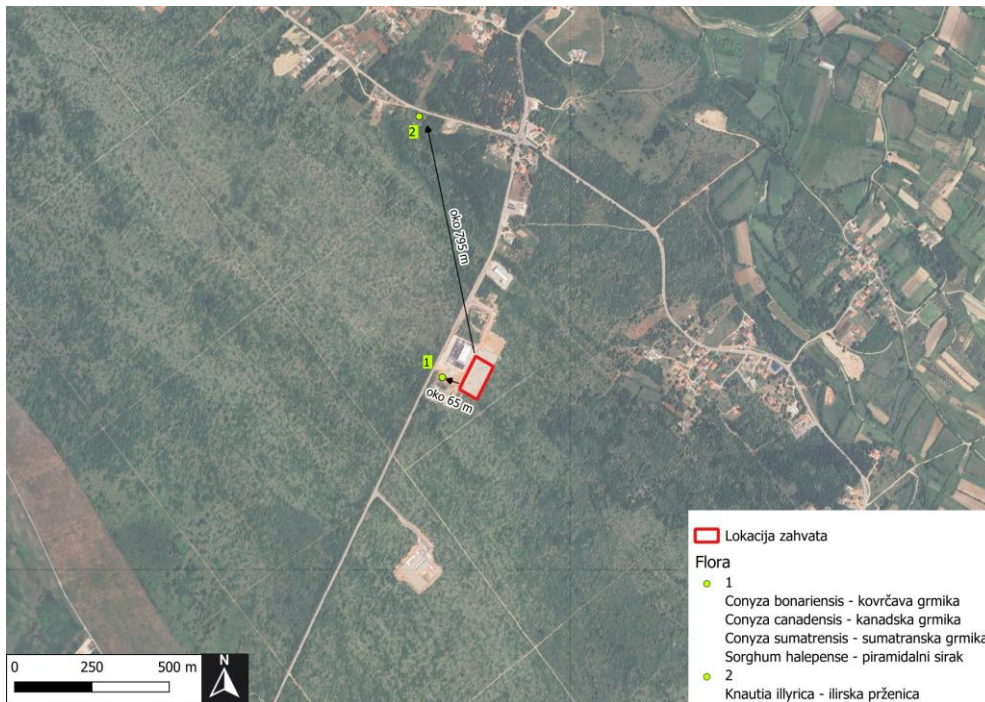 2
oko 795 m
1
oko 65 m
Lokacija zahvata
Flora
1
Conyza bonariensis - kovrčava grmika
Conyza canadensis - kanadska grmika
Conyza sumatrensis - sumatranska grmika
Sorghum halepense - piramidalni sirak
2
Knautia illyrica - ilirska prženica
0 250 500 m
N